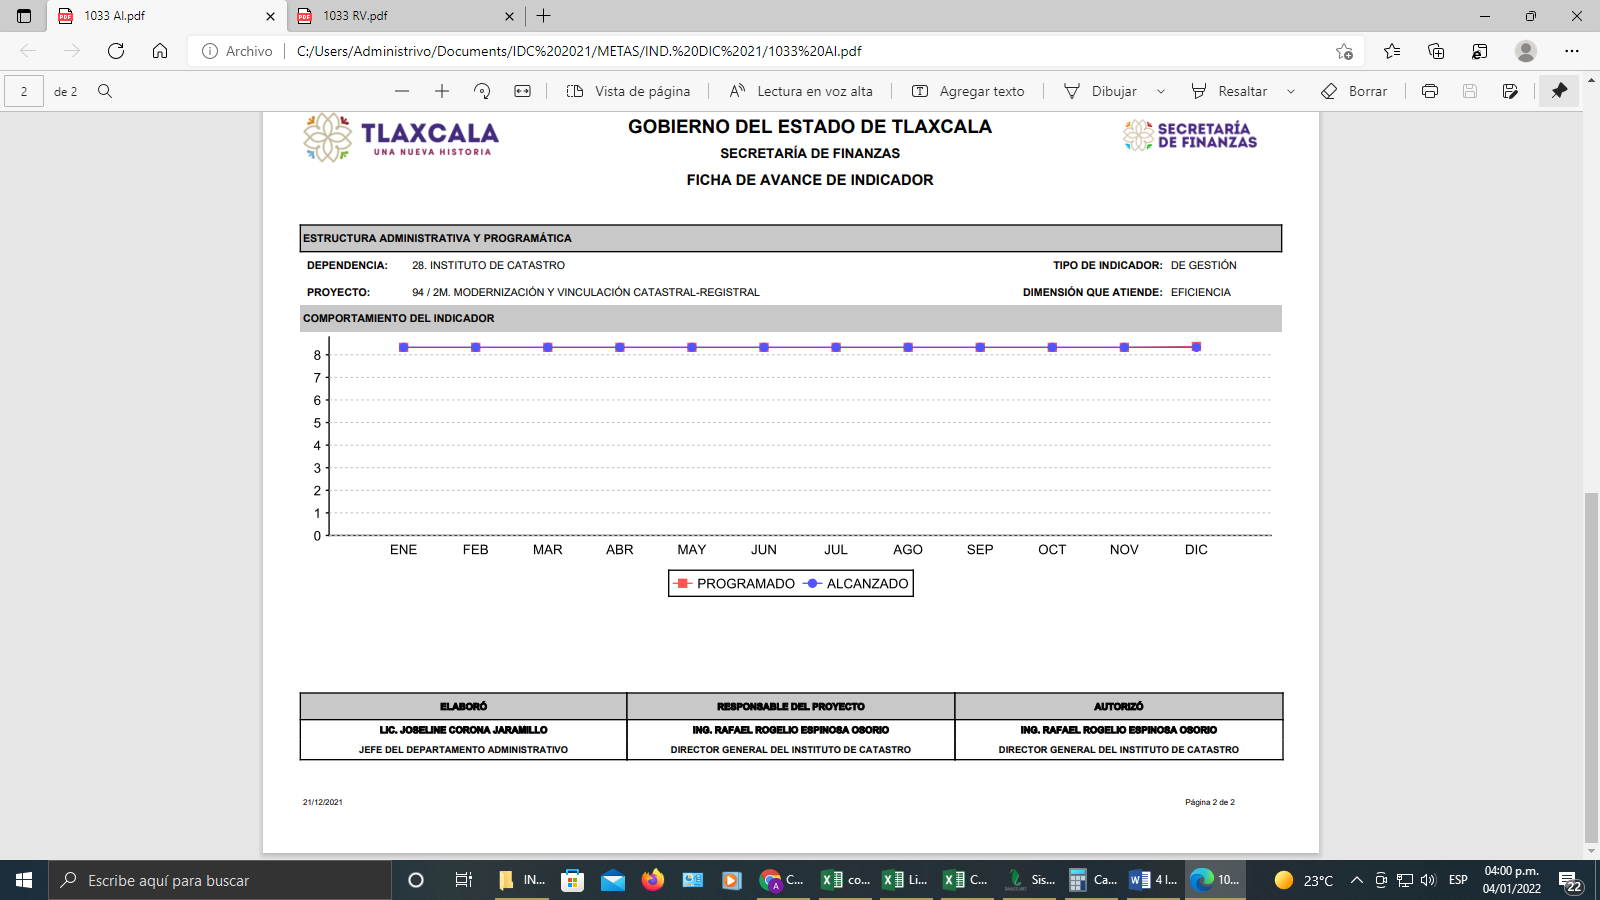 1033 AI.pdf
1033 RV.pdf
Archivo
C:/Users/Administrivo/Documents/IDC%202021/METAS/IND.%20DIC%2021/1033%20AI.pdf
2 de 2
Vista de página
Lectura en voz alta
Agregar texto
Dibujar
Resaltar
Borrar
TLAXCALA
UNA NUEVA HISTORIA
GOBIERNO DEL ESTADO DE TLAXCALA
SECRETARÍA DE FINANZAS
FICHA DE AVANCE DE INDICADOR
SECRETARÍA
DE FINANZAS
ESTRUCTURA ADMINISTRATIVA Y PROGRAMÁTICA
DEPENDENCIA: 28. INSTITUTO DE CATASTRO TIPO DE INDICADOR: DE GESTIÓN
PROYECTO: 94 / 2M. MODERNIZACIÓN Y VINCULACIÓN CATASTRAL-REGISTRAL DIMENSIÓN QUE ATIENDE: EFICIENCIA
COMPORTAMIENTO DEL INDICADOR
8
7
6
5
4
3
2
1
0
ENE FEB MAR ABR MAY JUN JUL AGO SEP OCT NOV DIC
PROGRAMADO ALCANZADO
ELABORÓ RESPONSABLE DEL PROYECTO AUTORIZÓ
LIC. JOSELINE CORONA JARAMILLO ING. RAFAEL ROGELIO ESPINOSA OSORIO ING. RAFAEL ROGELIO ESPINOSA OSORIO
JEFE DEL DEPARTAMENTO ADMINISTRATIVO DIRECTOR GENERAL DEL INSTITUTO DE CATASTRO DIRECTOR GENERAL DEL INSTITUTO DE CATASTRO
21/12/2021 Página 2 de 2
Escribe aquí para buscar
IN... C... co... Li... C... Sis... Ca... 4 l... 10...
23°C
ESP
04:00 p.m.
04/01/2022
22